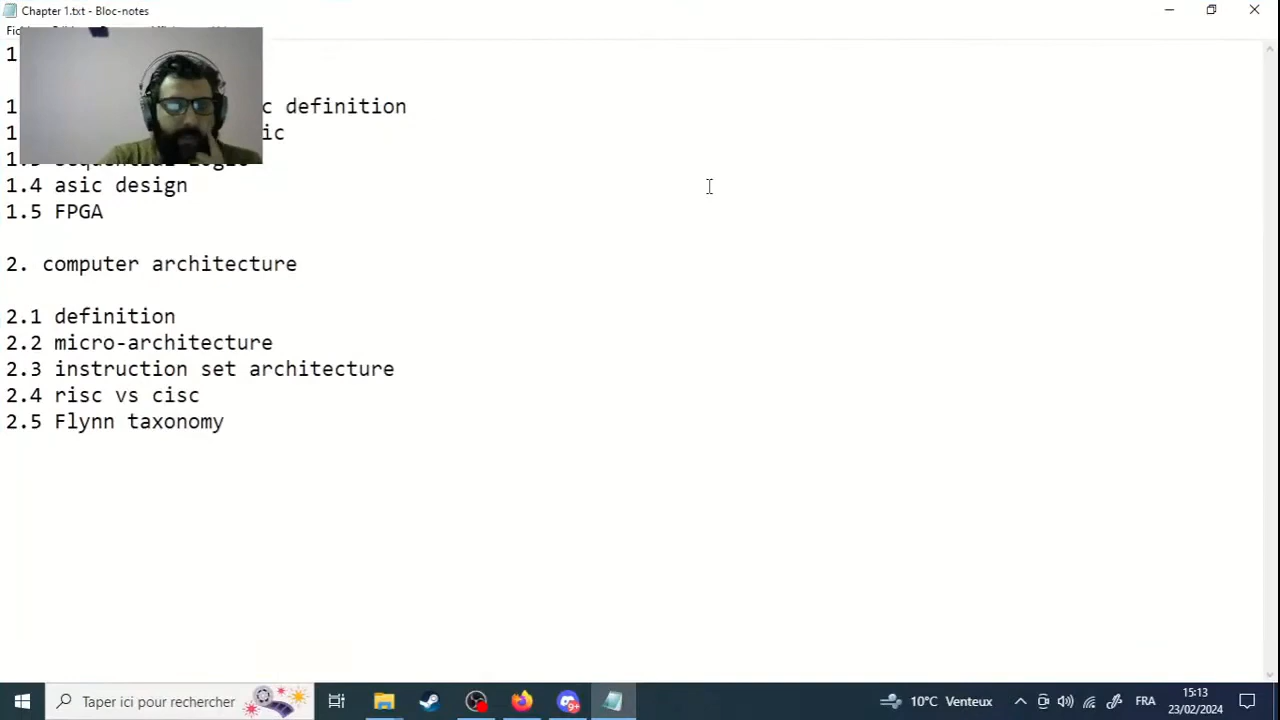 Chapter 1.txt - Bloc-notes
1
1. c definition
1. ic
1.4 asic design
1.5 FPGA
2. computer architecture
2.1 definition
2.2 micro-architecture
2.3 instruction set architecture
2.4 risc vs cisc
2.5 Flynn taxonomy
Taper ici pour rechercher
9+
10°C Venteux
FRA
15:13
23/02/2024